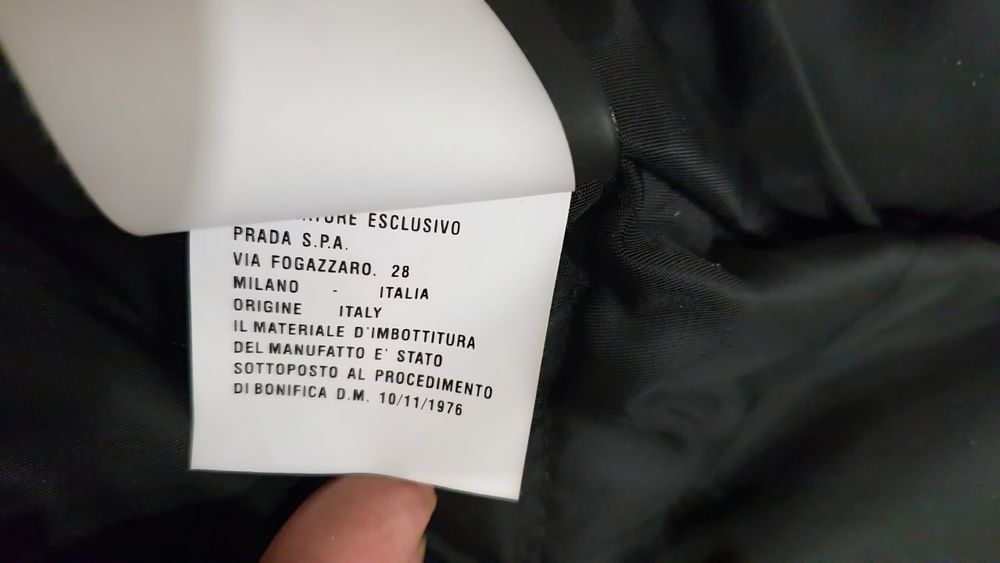 ESCLUSIVO
PRADA S.P.A.
VIA FOGAZZARO. 28
MILANO - ITALIA
ORIGINE ITALY
IL MATERIALE D'IMBOTTITURA
DEL MANUFATTO E' STATO
SOTTOPOSTO AL PROCEDIMENTO
DI BONIFICA D.M. 10/11/1976